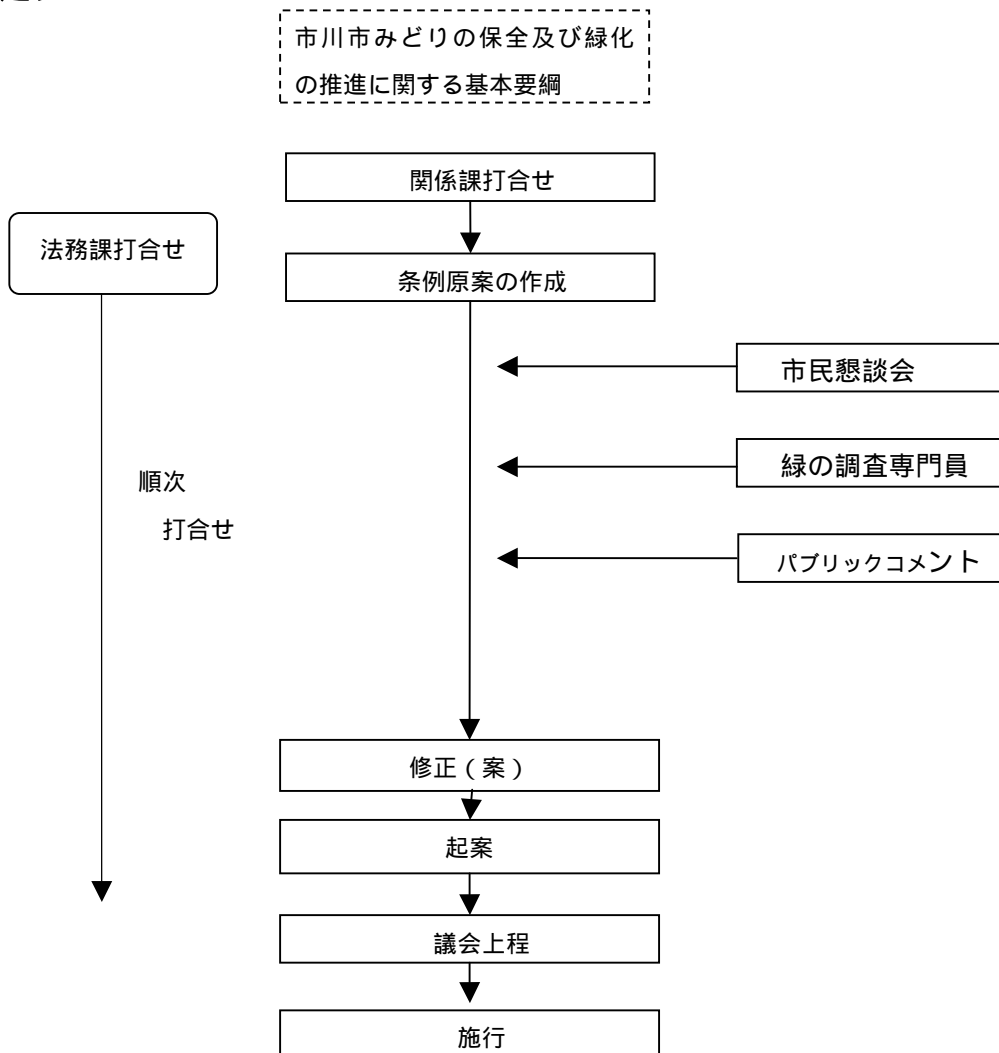 市川市みどりの保全及び緑化
の推進に関する基本要綱
関係課打合せ
法務課打合せ
条例原案の作成
市民懇談会
緑の調査専門員
順次
打合せ
パブリックコメント
修正（案）
起案
議会上程
施行